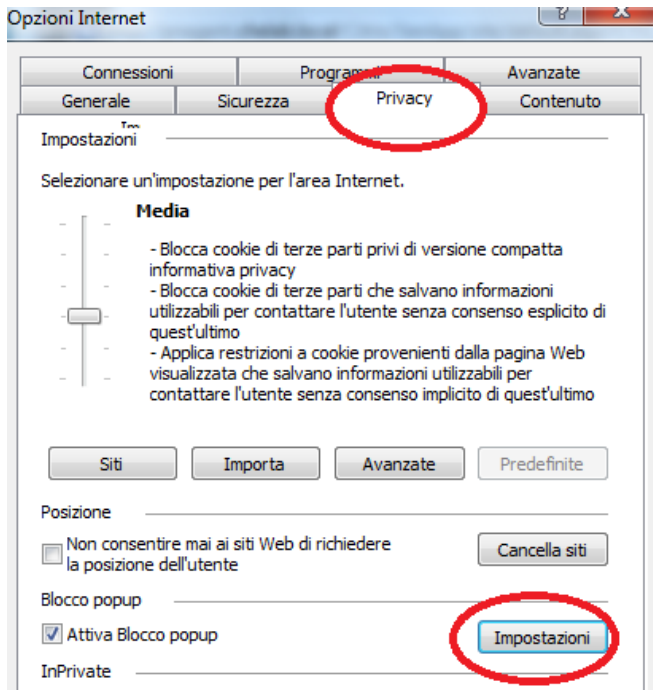 Opzioni Internet
?
Connessioni Programmi Avanzate
Generale Sicurezza Privacy Contenuto
Im
Impostazioni
Selezionare un'impostazione per l'area Internet.
Media
- Blocca cookie di terze parti privi di versione compatta
informativa privacy
- Blocca cookie di terze parti che salvano informazioni
utilizzabili per contattare l'utente senza consenso esplicito di
quest'ultimo
- Applica restrizioni a cookie provenienti dalla pagina Web
visualizzata che salvano informazioni utilizzabili per
contattare l'utente senza consenso implicito di quest'ultimo
Siti Importa Avanzate Predefinite
Posizione
Non consentire mai ai siti Web di richiedere
la posizione dell'utente
Cancella siti
Blocco popup
Attiva Blocco popup Impostazioni
InPrivate